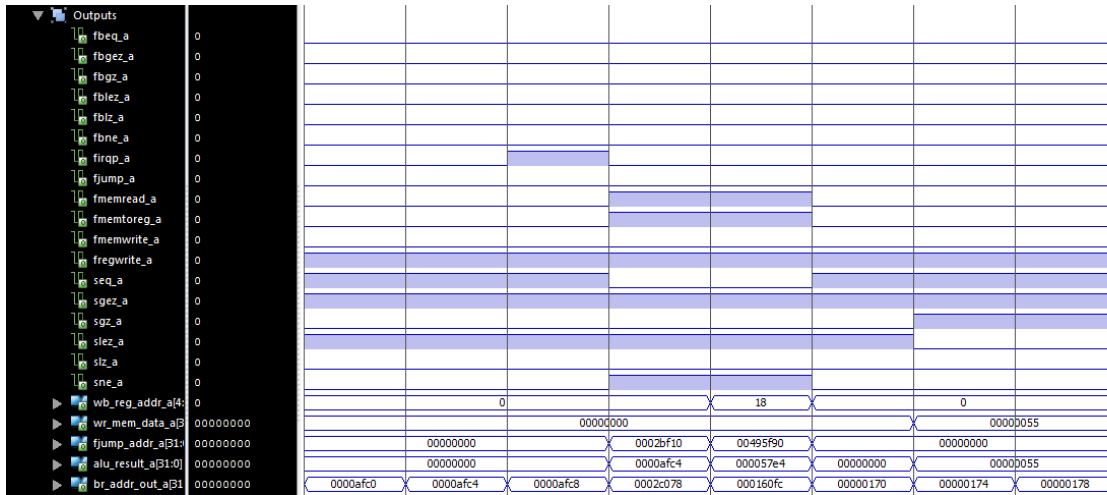 Outputs
fbeq_a 0
fbgez_a 0
fbgz_a 0
fblez_a 0
fblz_a 0
fbne_a 0
firqp_a 0
fjump_a 0
fmemread_a 0
fmemtoreg_a 0
fmemwrite_a 0
fregwrite_a 0
seq_a 0
sgez_a 0
sgz_a 0
slez_a 0
slz_a 0
sne_a 0
wb_reg_addr_a[4: 0 0 18 0
wr_mem_data_a[3 00000000 00000000 00000055
fjump_addr_a[31:( 00000000 00000000 0002bf10 00495f90 00000000
alu_result_a[31:0] 00000000 00000000 0000afc4 000057e4 00000000 00000055
br_addr_out_a[31 00000000 0000afc0 0000afc4 0000afc8 0002c078 000160fc 00000170 00000174 00000178